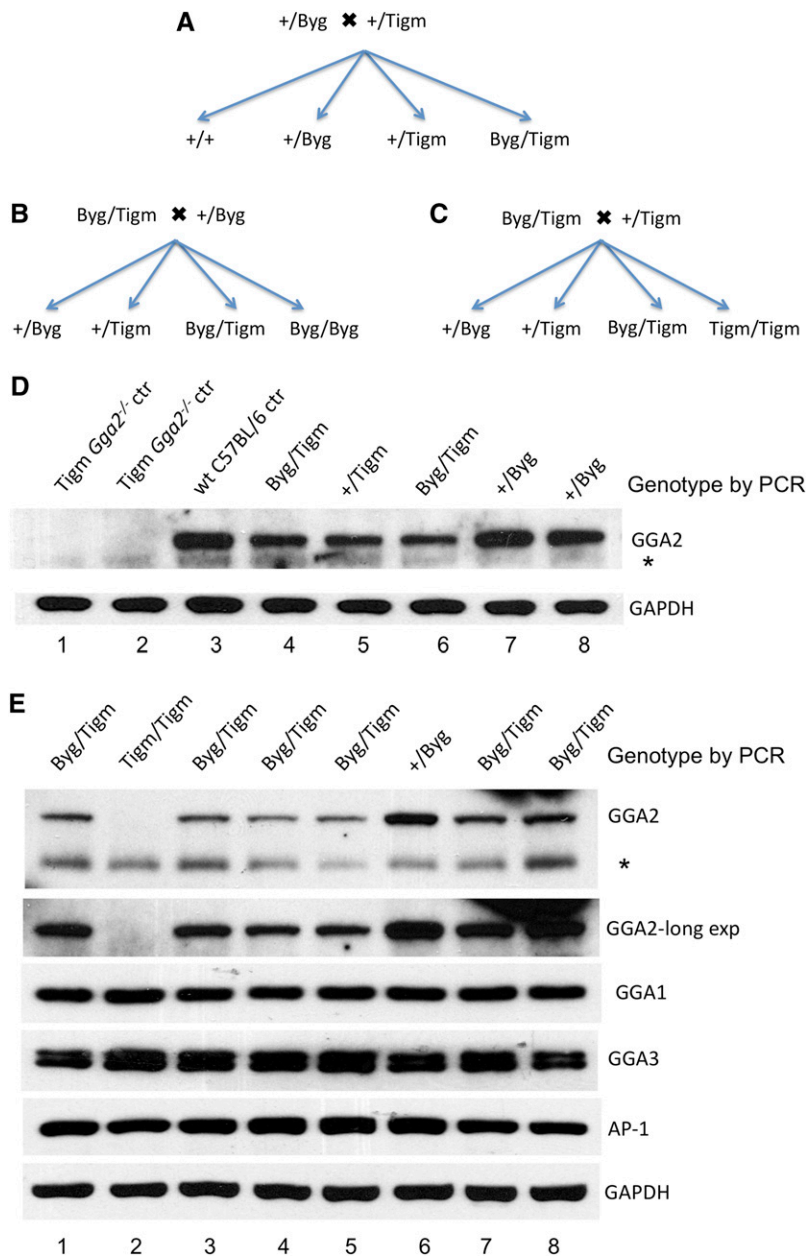 A
+/Byg ✖ +/Tigm
+/+ +/Byg +/Tigm Byg/Tigm
B
Byg/Tigm ✖ +/Byg
+/Byg +/Tigm Byg/Tigm Byg/Byg
C
Byg/Tigm ✖ +/Tigm
+/Byg +/Tigm Byg/Tigm Tigm/Tigm
D
Tigm Gga2-/- ctr Tigm Gga2-/- ctr wt C57BL/6 ctr Byg/Tigm +/Tigm Byg/Tigm +/Byg +/Byg Genotype by PCR
GGA2
*
GAPDH
1 2 3 4 5 6 7 8
E
Byg/Tigm Tigm/Tigm Byg/Tigm Byg/Tigm Byg/Tigm +/Byg Byg/Tigm Byg/Tigm Genotype by PCR
GGA2
*
GGA2-long exp
GGA1
GGA3
AP-1
GAPDH
1 2 3 4 5 6 7 8